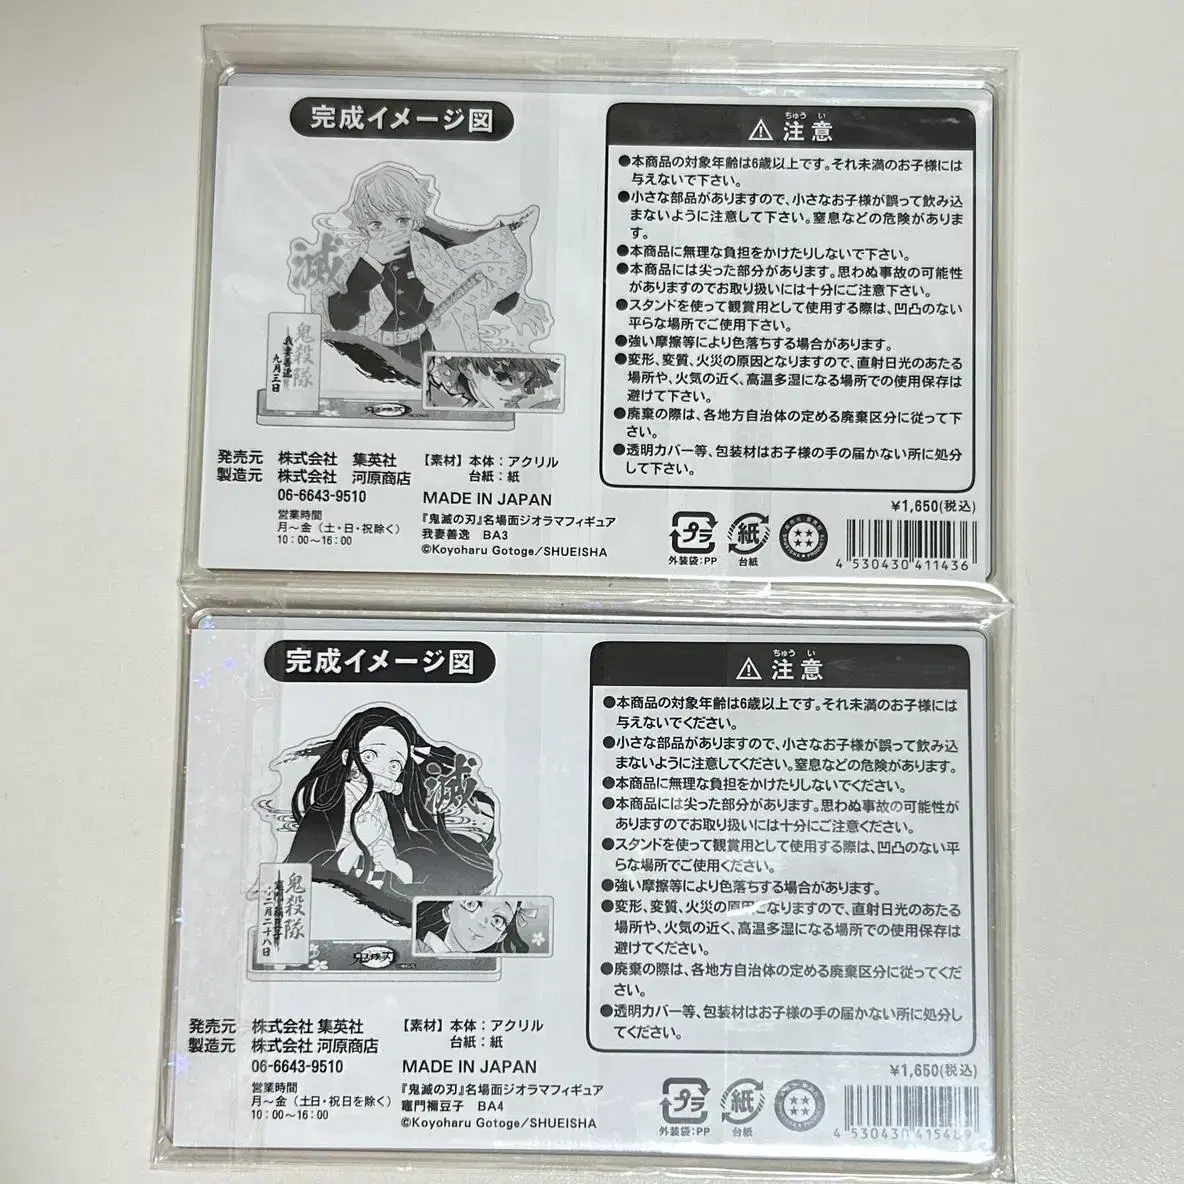 完成イメージ図
滅
鬼殺隊
我妻善逸
九月三日
発売元 株式会社 集英社
製造元 株式会社 河原商店
06-6643-9510
営業時間
月～金（土・日・祝除く）
10：00～16：00
【素材】本体：アクリル
台紙：紙
MADE IN JAPAN
『鬼滅の刃』名場面ジオラマフィギュア
我妻善逸 BA3
©Koyoharu Gotoge/SHUEISHA
ちゅう い
⚠ 注意
●本商品の対象年齢は6歳以上です。それ未満のお子様には
与えないで下さい。
●小さな部品がありますので、小さなお子様が誤って飲み込
まないように注意して下さい。窒息などの危険がありま
す。
●本商品に無理な負担をかけたりしないで下さい。
●本商品には尖った部分があります。思わぬ事故の可能性
がありますのでお取り扱いには十分にご注意下さい。
●スタンドを使って観賞用として使用する際は、凹凸のない
平らな場所でご使用下さい。
●強い摩擦等により色落ちする場合があります。
●変形、変質、火災の原因となりますので、直射日光のあたる
場所や、火気の近く、高温多湿になる場所での使用保存は
避けて下さい。
●廃棄の際は、各地方自治体の定める廃棄区分に従って下
さい。
●透明カバー等、包装材はお子様の手の届かない所に処分
して下さい。
¥1,650(税込)
プラ
外装袋：PP
紙
台紙
4 530430 411436
完成イメージ図
滅
鬼殺隊
十二月二十八日
鬼滅の刃
発売元 株式会社 集英社
製造元 株式会社 河原商店
06-6643-9510
営業時間
月～金（土日・祝日を除く）
10：00～16：00
【素材】本体：アクリル
台紙：紙
MADE IN JAPAN
『鬼滅の刃』名場面ジオラマフィギュア
竈門禰豆子 BA4
©Koyoharu Gotoge/SHUEISHA
ちゅう い
⚠ 注意
●本商品の対象年齢は6歳以上です。それ未満のお子様には
与えないでください。
●小さな部品がありますので、小さなお子様が誤って飲み込
まないように注意してください。窒息などの危険があります。
●本商品に無理な負担をかけたりしないでください。
●本商品には尖った部分があります。思わぬ事故の可能性が
ありますのでお取り扱いには十分にご注意ください。
●スタンドを使って観賞用として使用する際は、凹凸のない平
らな場所でご使用ください。
●強い摩擦等により色落ちする場合があります。
●変形、変質、火災の原因となりますので、直射日光のあたる
場所や、火気の近く、高温多湿になる場所での使用保存は
避けてください。
●廃棄の際は、各地方自治体の定める廃棄区分に従ってくだ
さい。
●透明カバー等、包装材はお子様の手の届かない所に処分し
てください。
¥1,650(税込)
プラ
外装袋：PP
紙
台紙
4 530430 415489